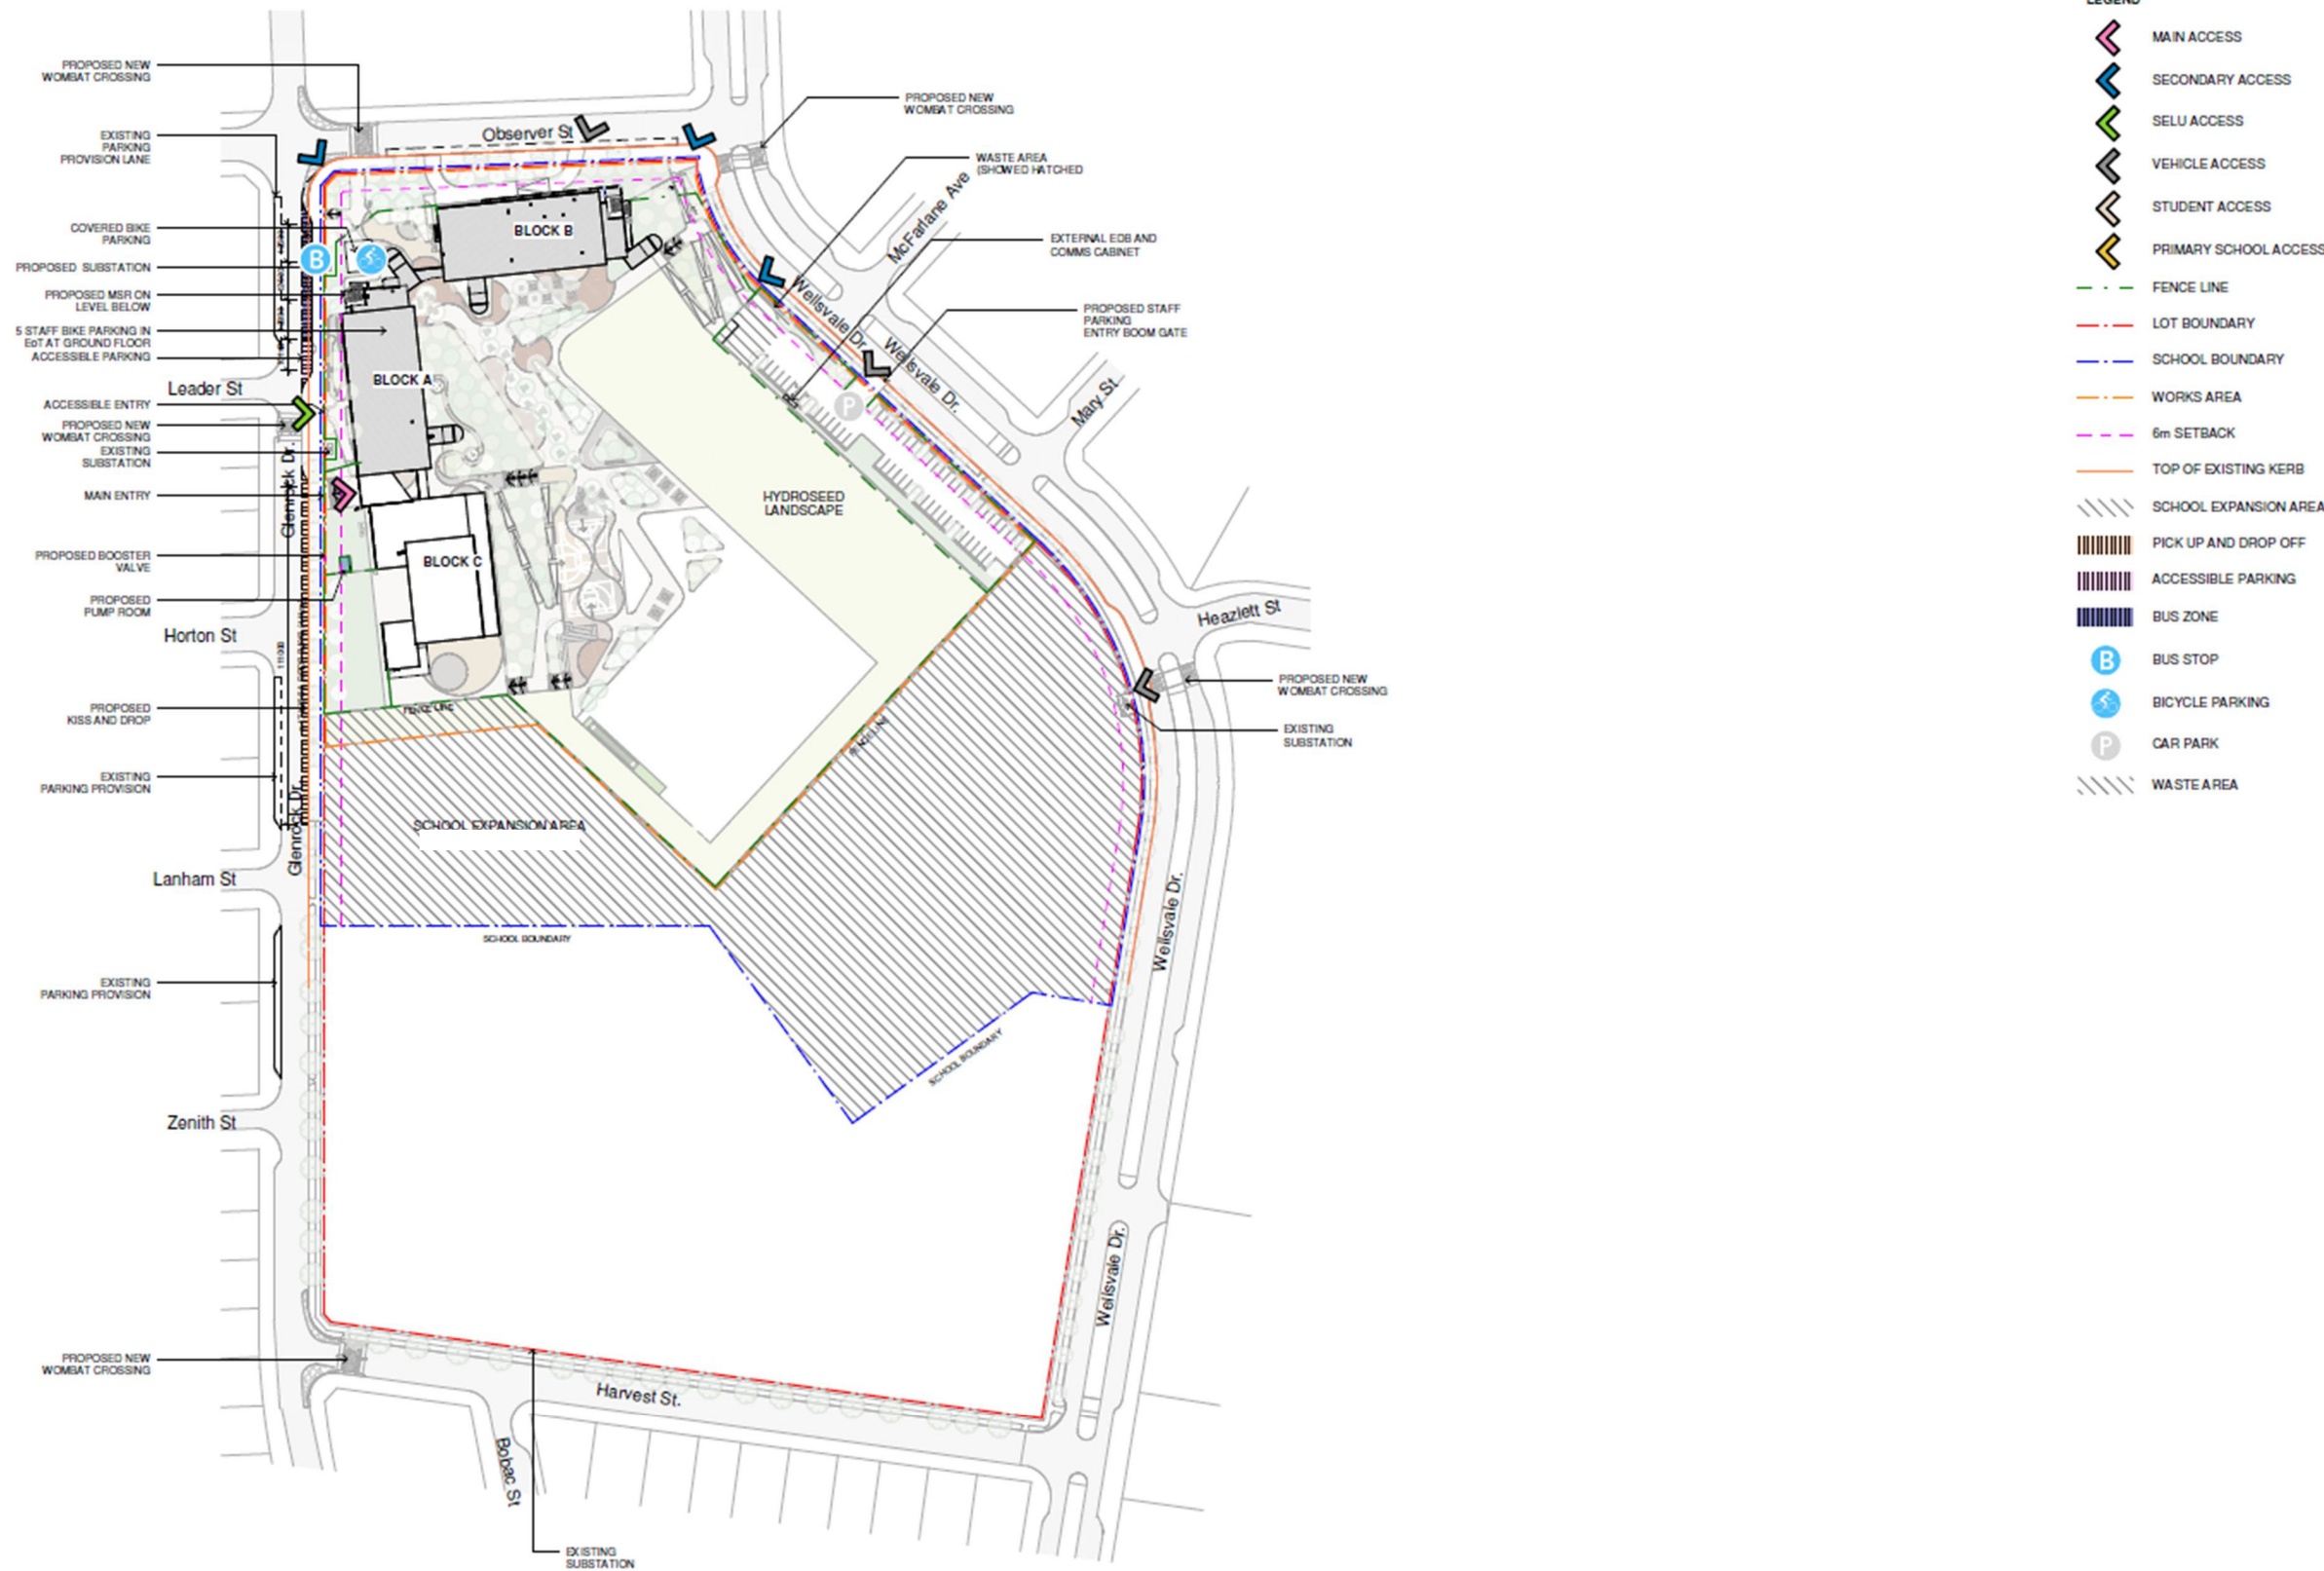 PROPOSED NEW
WOMBAT CROSSING
EXISTING
PARKING
PROVISION LANE
COVERED BIKE
PARKING
PROPOSED SUBSTATION
PROPOSED MSR ON
LEVEL BELOW
5 STAFF BIKE PARKING IN
EoT AT GROUND FLOOR
ACCESSIBLE PARKING
Leader St
ACCESSIBLE ENTRY
PROPOSED NEW
WOMBAT CROSSING
EXISTING
SUBSTATION
MAIN ENTRY
PROPOSED BOOSTER
VALVE
PROPOSED
PUMP ROOM
Horton St
PROPOSED
KISS AND DROP
EXISTING
PARKING PROVISION
Lanham St
EXISTING
PARKING PROVISION
Zenith St
PROPOSED NEW
WOMBAT CROSSING
Glenrock Dr.
Glenrock Dr.
Observer St
B
BLOCK B
BLOCK A
BLOCK C
HYDROSEED
LANDSCAPE
P
FENCE LINE
FENCE LINE
SCHOOL EXPANSION AREA
SCHOOL BOUNDARY
SCHOOL BOUNDARY
PROPOSED NEW
WOMBAT CROSSING
WASTE AREA
(SHOWED HATCHED
McFarlane Ave
EXTERNAL EDB AND
COMMS CABINET
PROPOSED STAFF
PARKING
ENTRY BOOM GATE
Wellsvale Dr.
Wellsvale Dr.
Mary St
Heazlett St
PROPOSED NEW
WOMBAT CROSSING
EXISTING
SUBSTATION
Wellsvale Dr.
Wellsvale Dr.
Harvest St.
Bobac St
EXISTING
SUBSTATION
LEGEND
MAIN ACCESS
SECONDARY ACCESS
SELU ACCESS
VEHICLE ACCESS
STUDENT ACCESS
PRIMARY SCHOOL ACCESS
FENCE LINE
LOT BOUNDARY
SCHOOL BOUNDARY
WORKS AREA
6m SETBACK
TOP OF EXISTING KERB
SCHOOL EXPANSION AREA
PICK UP AND DROP OFF
ACCESSIBLE PARKING
BUS ZONE
B BUS STOP
BICYCLE PARKING
P CAR PARK
WASTE AREA